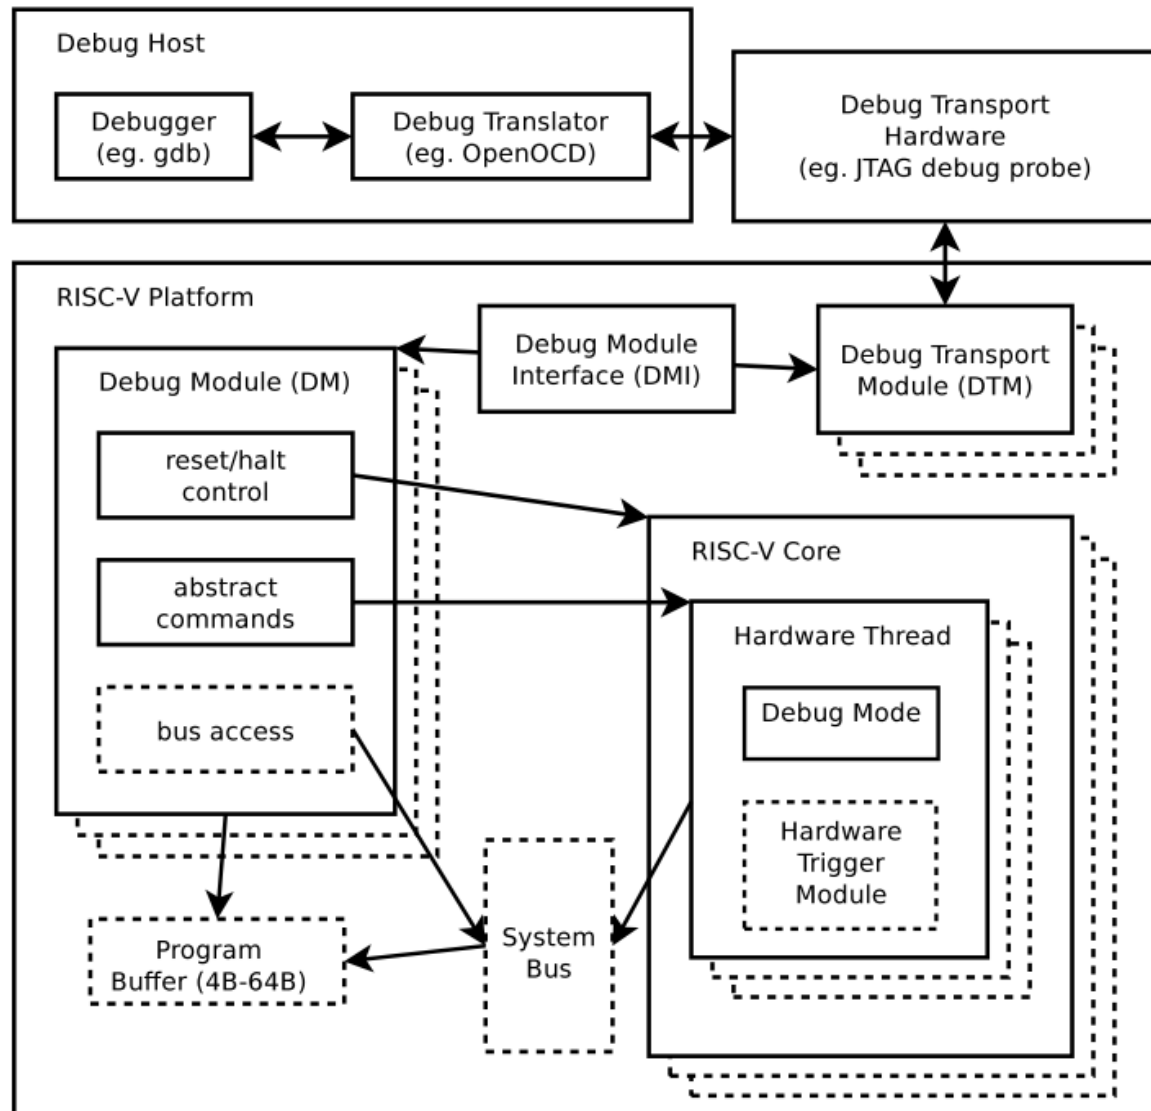 Debug Host
Debugger
(eg. gdb)
Debug Translator
(eg. OpenOCD)
Debug Transport
Hardware
(eg. JTAG debug probe)
RISC-V Platform
Debug Module
Interface (DMI)
Debug Transport
Module (DTM)
Debug Module (DM)
reset/halt
control
abstract
commands
bus access
RISC-V Core
Hardware Thread
Debug Mode
Hardware
Trigger
Module
System
Bus
Program
Buffer (4B-64B)